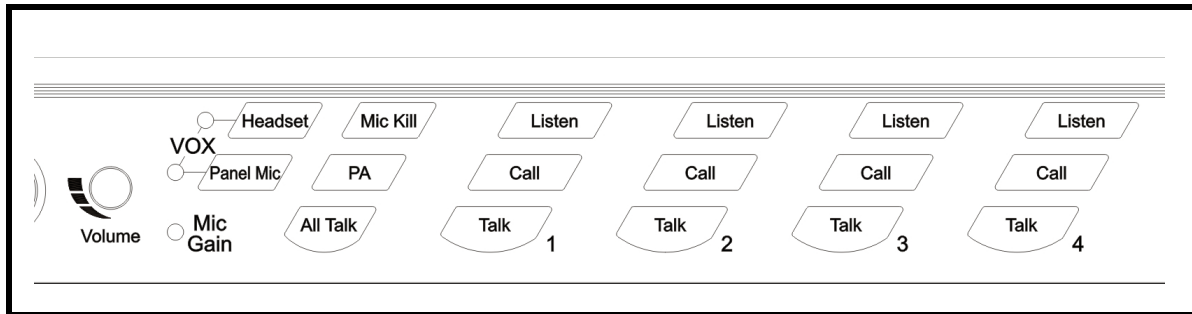 Headset Mic Kill Listen Listen Listen Listen
VOX
Panel Mic PA Call Call Call Call
Volume Mic Gain All Talk Talk 1 Talk 2 Talk 3 Talk 4